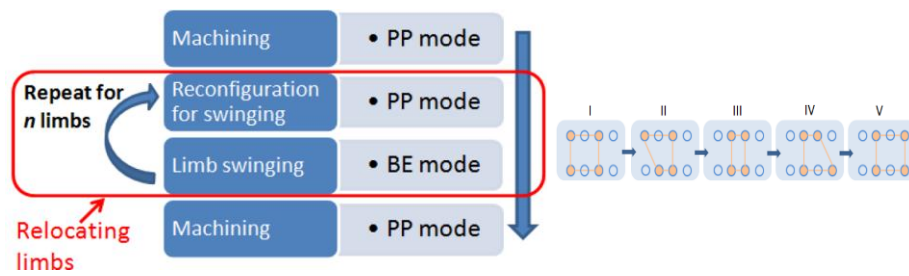 Machining
• PP mode
Repeat for
n limbs
Reconfiguration
for swinging
• PP mode
Limb swinging
• BE mode
Relocating
limbs
Machining
• PP mode
I
II
III
IV
V